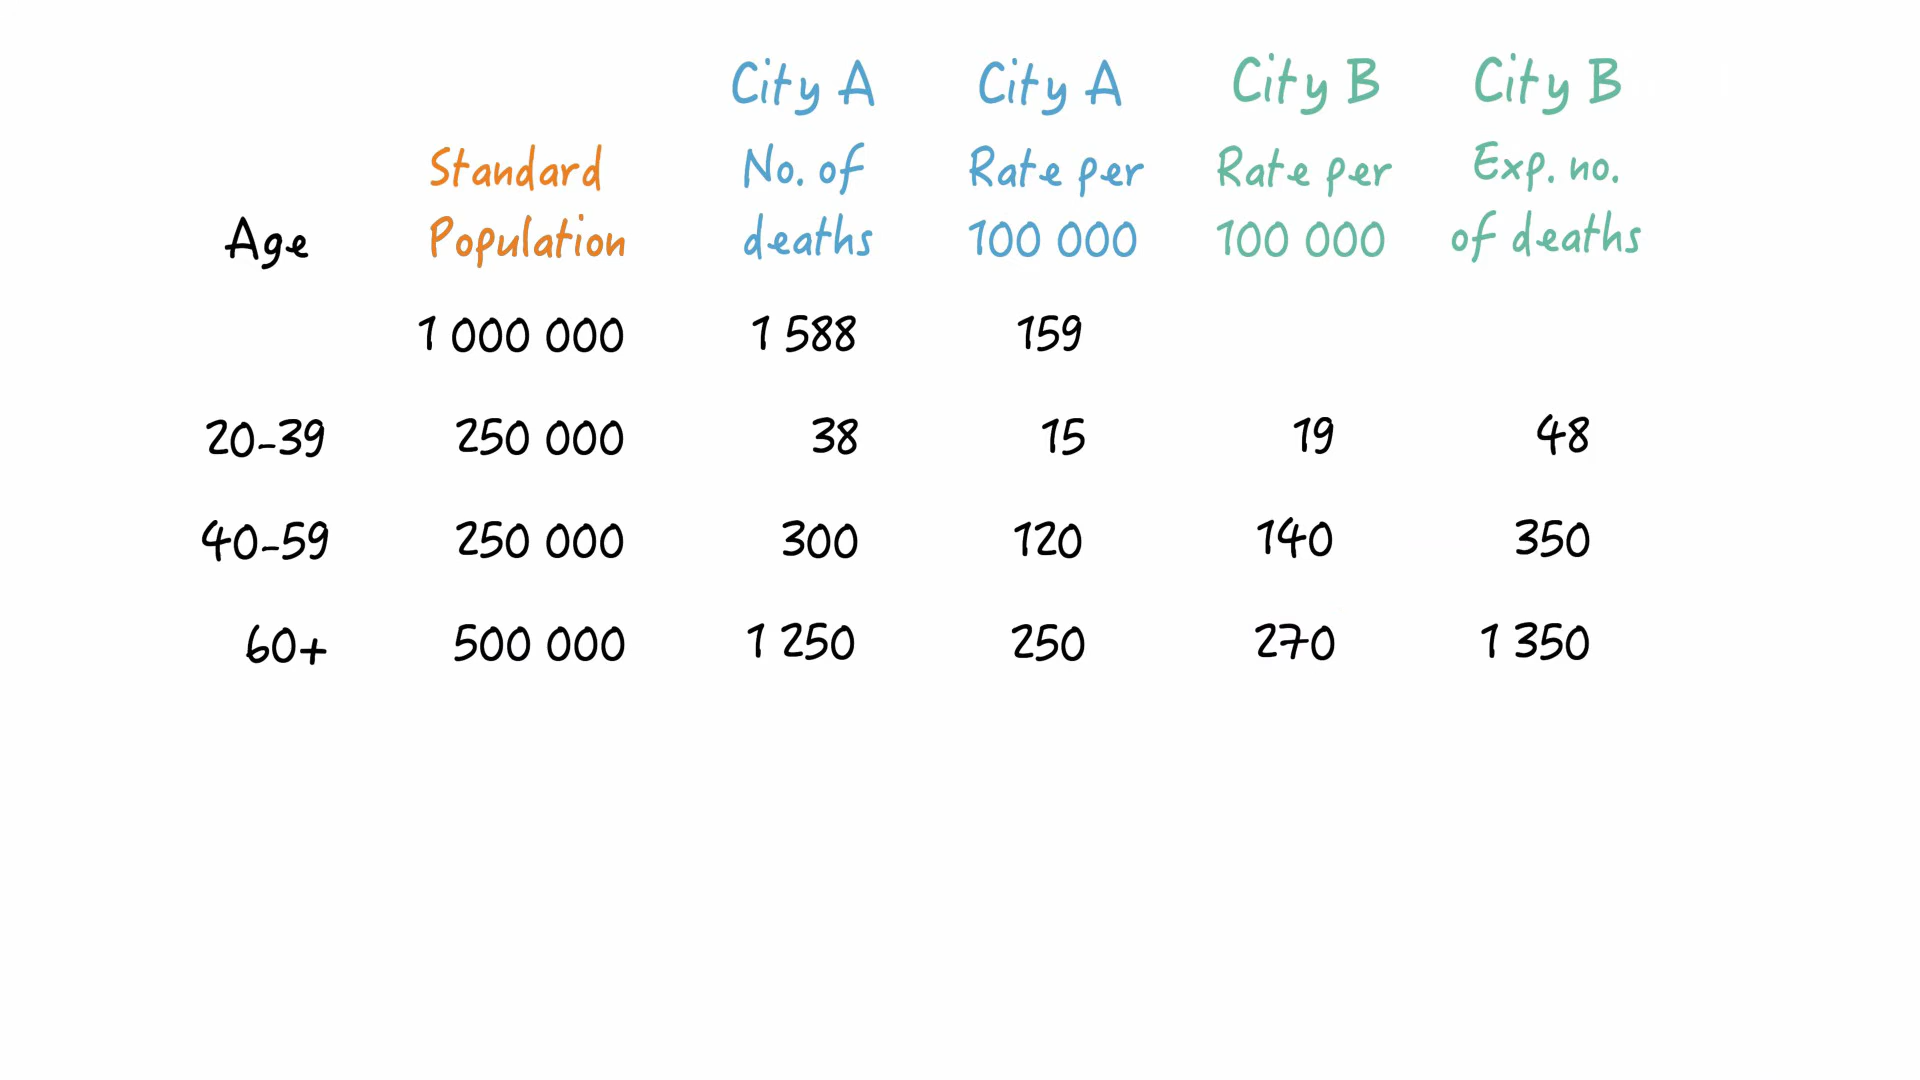 City A City A City B City B
Standard No. of Rate per Rate per Exp. no.
Age Population deaths 100 000 100 000 of deaths
1 000 000 1 588 159
20-39 250 000 38 15 19 48
40-59 250 000 300 120 140 350
60+ 500 000 1 250 250 270 1 350